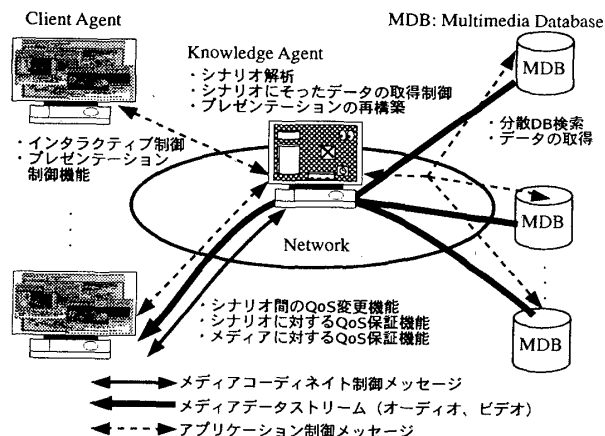 Client Agent
MDB: Multimedia Database
Knowledge Agent
・シナリオ解析
・シナリオにそったデータの取得制御
・プレゼンテーションの再構築
MDB
・分散DB検索
・データの取得
・インタラクティブ制御
・プレゼンテーション
制御機能
MDB
Network
・シナリオ間のQoS変更機能
・シナリオに対するQoS保証機能
・メディアに対するQoS保証機能
MDB
メディアコーディネイト制御メッセージ
メディアデータストリーム（オーディオ、ビデオ）
アプリケーション制御メッセージ